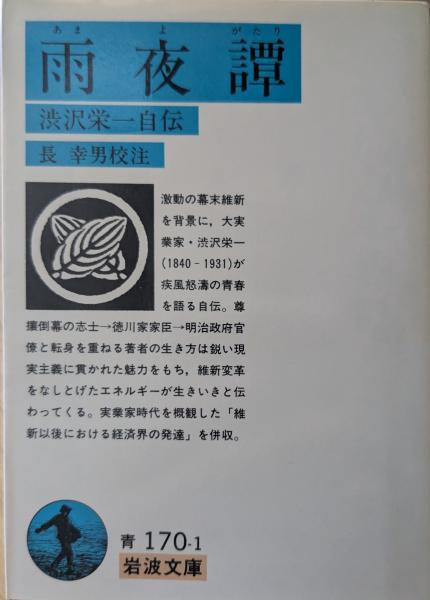 あま よ がたり
雨夜譚
渋沢栄一自伝
長 幸男校注
激動の幕末維新
を背景に，大実
業家・渋沢栄一
(1840‐1931)が
疾風怒濤の青春
を語る自伝。尊
攘倒幕の志士→徳川家家臣→明治政府官
僚と転身を重ねる著者の生き方は鋭い現
実主義に貫かれた魅力をもち，維新変革
をなしとげたエネルギーが生きいきと伝
わってくる。実業家時代を概観した「維
新以後における経済界の発達」を併収。
青 170-1
岩波文庫